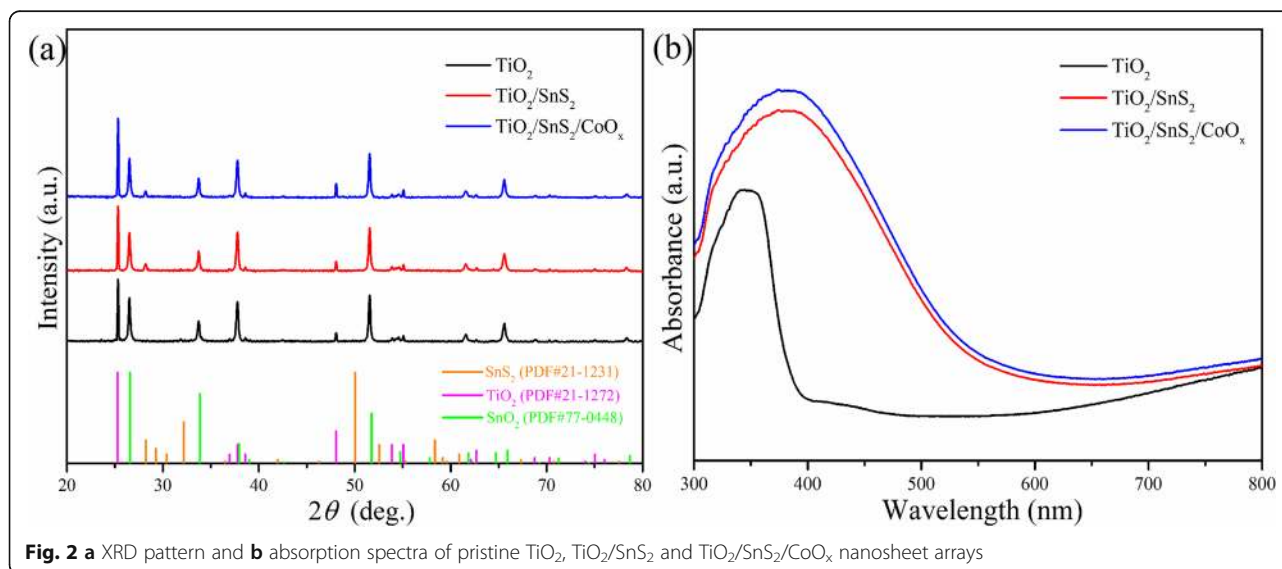 (a)
TiO₂
TiO₂/SnS₂
TiO₂/SnS₂/CoOₓ
Intensity (a.u.)
SnS₂ (PDF#21-1231)
TiO₂ (PDF#21-1272)
SnO₂ (PDF#77-0448)
20 30 40 50 60 70 80
2θ (deg.)
(b)
TiO₂
TiO₂/SnS₂
TiO₂/SnS₂/CoOₓ
Absorbance (a.u.)
300 400 500 600 700 800
Wavelength (nm)
Fig. 2 a XRD pattern and b absorption spectra of pristine TiO₂, TiO₂/SnS₂ and TiO₂/SnS₂/CoOₓ nanosheet arrays